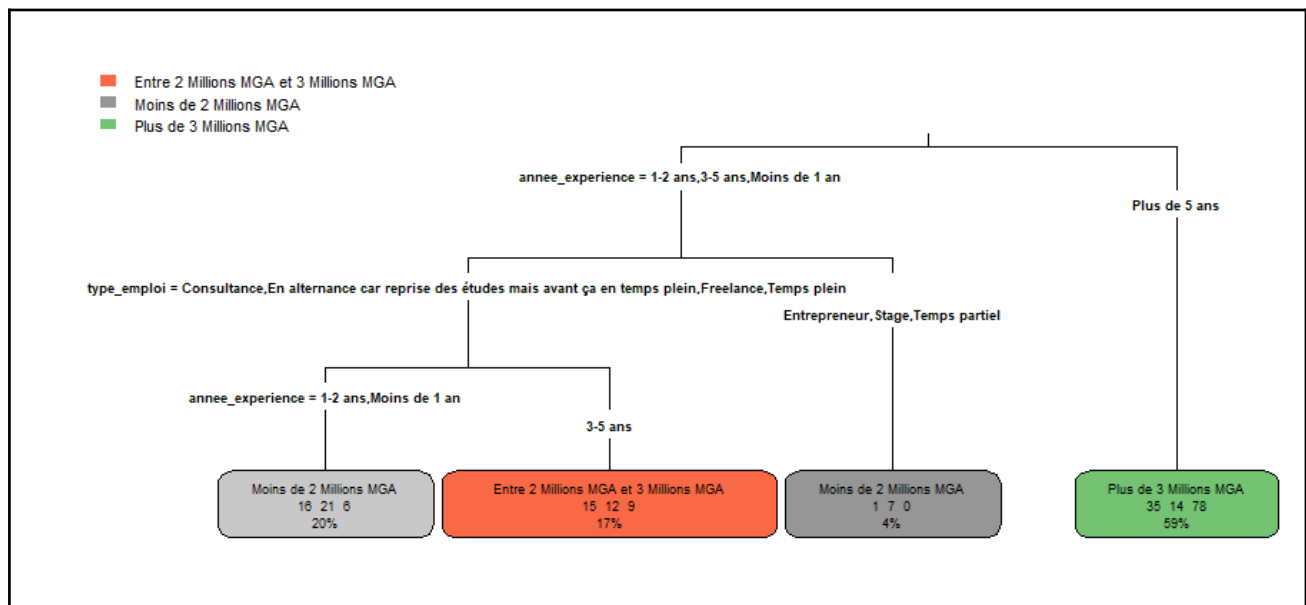 Entre 2 Millions MGA et 3 Millions MGA
Moins de 2 Millions MGA
Plus de 3 Millions MGA
annee_experience = 1-2 ans,3-5 ans,Moins de 1 an
Plus de 5 ans
type_emploi = Consultance,En alternance car reprise des études mais avant ça en temps plein,Freelance,Temps plein
Entrepreneur,Stage,Temps partiel
annee_experience = 1-2 ans,Moins de 1 an
3-5 ans
Moins de 2 Millions MGA
16 21 6
20%
Entre 2 Millions MGA et 3 Millions MGA
15 12 9
17%
Moins de 2 Millions MGA
1 7 0
4%
Plus de 3 Millions MGA
35 14 78
59%